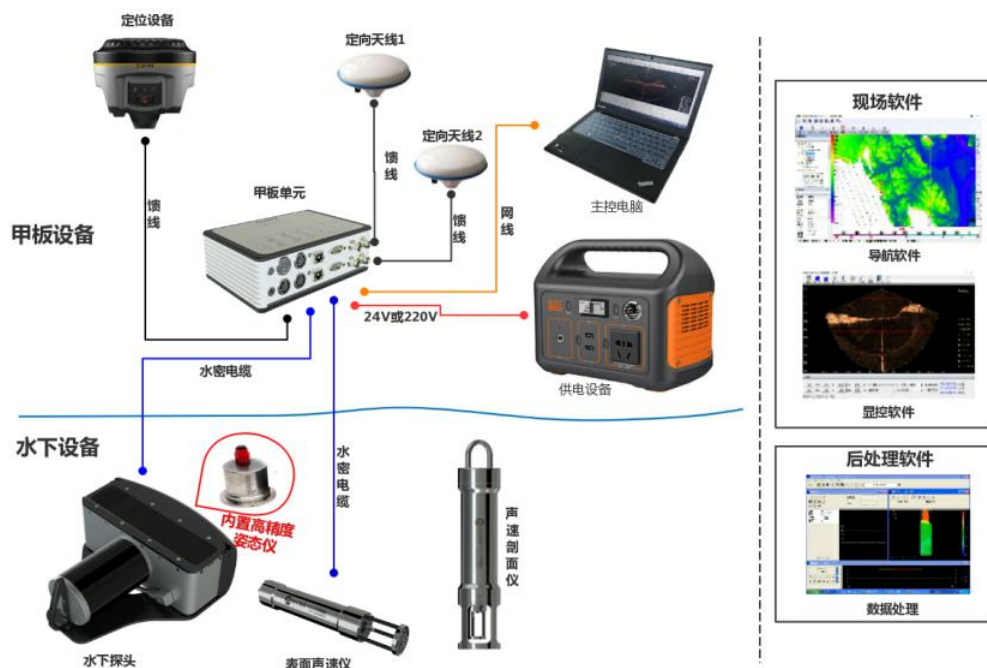 定位设备
定向天线1
定向天线2
馈线
馈线
馈线
甲板单元
网线
主控电脑
甲板设备
24V或220V
供电设备
水密电缆
水下设备
水密电缆
内置高精度
姿态仪
声速剖面仪
水下探头
表面声速仪
现场软件
导航软件
显控软件
后处理软件
数据处理